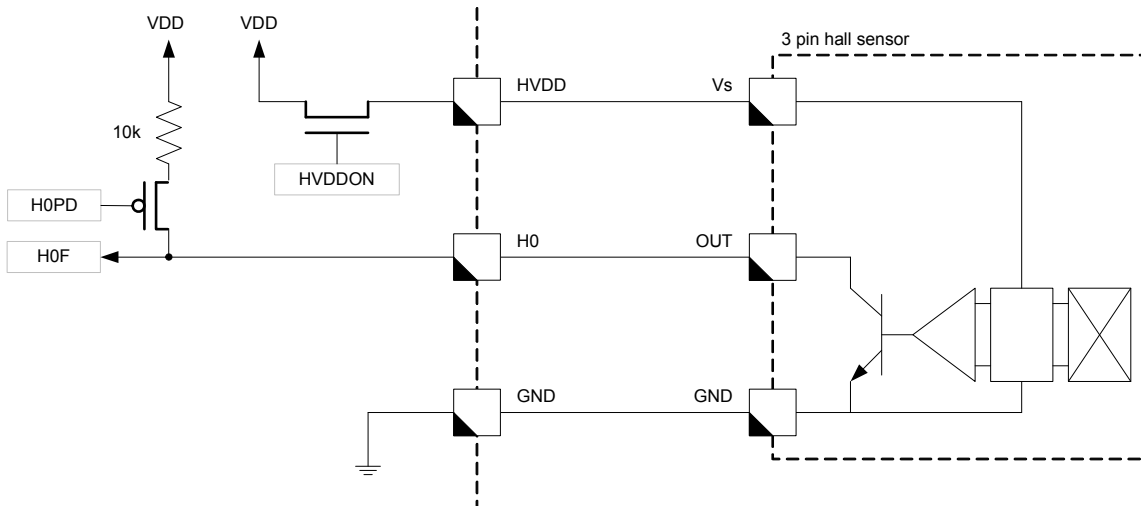 VDD
VDD
3 pin hall sensor
HVDD
Vs
10k
HVDDON
H0PD
H0
OUT
H0F
GND
GND